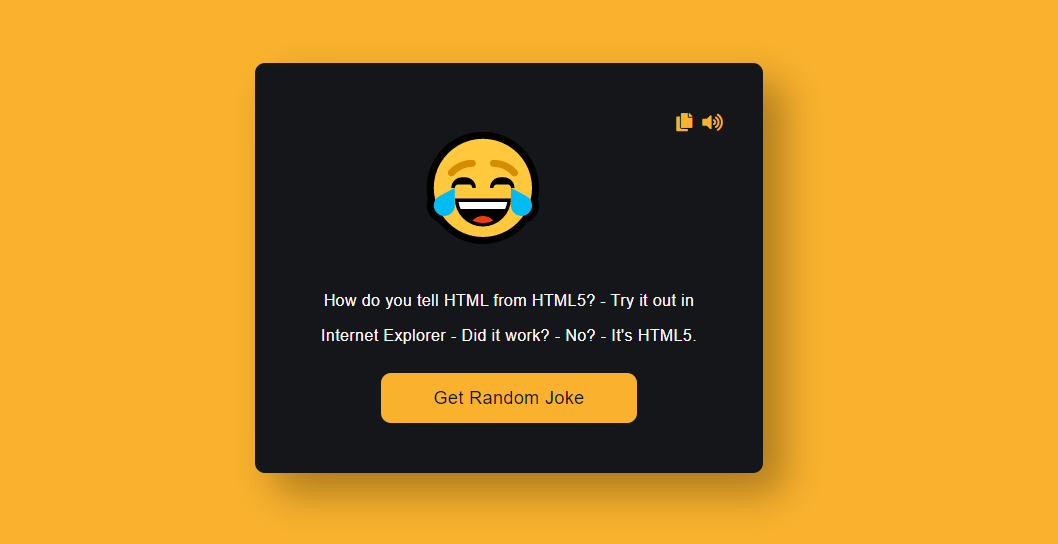 How do you tell HTML from HTML5? - Try it out in
Internet Explorer - Did it work? - No? - It's HTML5.
Get Random Joke